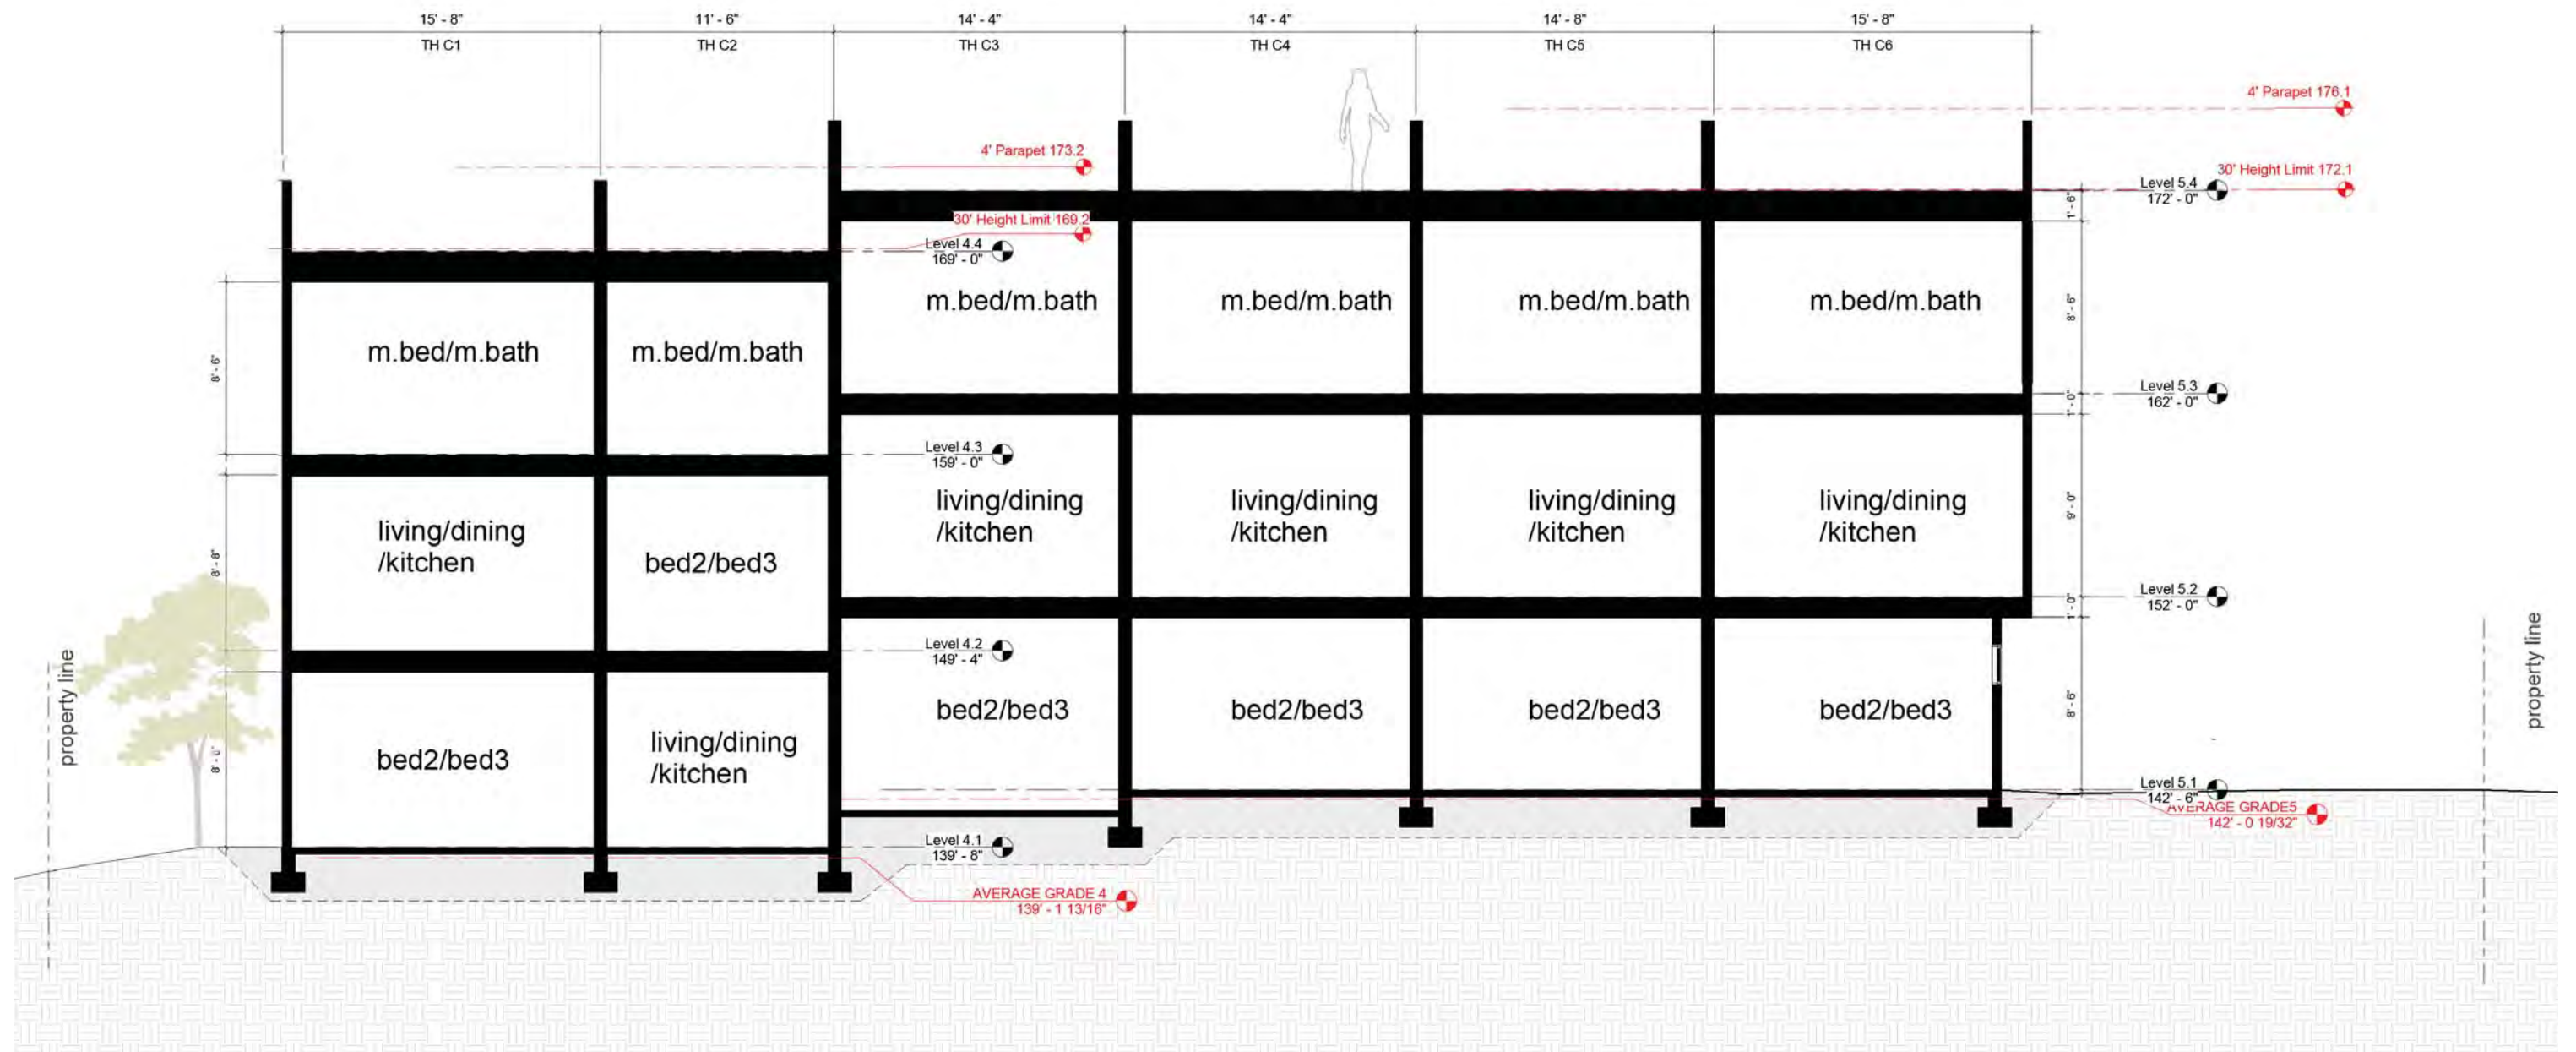 15' - 8"
11' - 6"
14' - 4"
14' - 4"
14' - 8"
15' - 8"
TH C1
TH C2
TH C3
TH C4
TH C5
TH C6
4' Parapet 176.1
4' Parapet 173.2
30' Height Limit 172.1
Level 5.4
172' - 0"
1' - 6"
30' Height Limit 169.2
Level 4.4
169' - 0"
m.bed/m.bath
m.bed/m.bath
m.bed/m.bath
m.bed/m.bath
8' - 6"
8' - 6"
m.bed/m.bath
m.bed/m.bath
Level 5.3
162' - 0"
1' - 0"
Level 4.3
159' - 0"
living/dining
/kitchen
living/dining
/kitchen
living/dining
/kitchen
living/dining
/kitchen
9' - 0"
8' - 8"
living/dining
/kitchen
bed2/bed3
Level 5.2
152' - 0"
1' - 0"
Level 4.2
149' - 4"
property line
bed2/bed3
bed2/bed3
bed2/bed3
bed2/bed3
8' - 6"
property line
8' - 0"
bed2/bed3
living/dining
/kitchen
Level 5.1
142' - 6"
AVERAGE GRADE5
142' - 0 19/32"
Level 4.1
139' - 8"
AVERAGE GRADE 4
139' - 1 13/16"